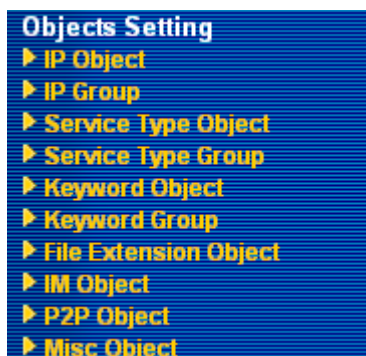 Objects Setting
IP Object
IP Group
Service Type Object
Service Type Group
Keyword Object
Keyword Group
File Extension Object
IM Object
P2P Object
Misc Object